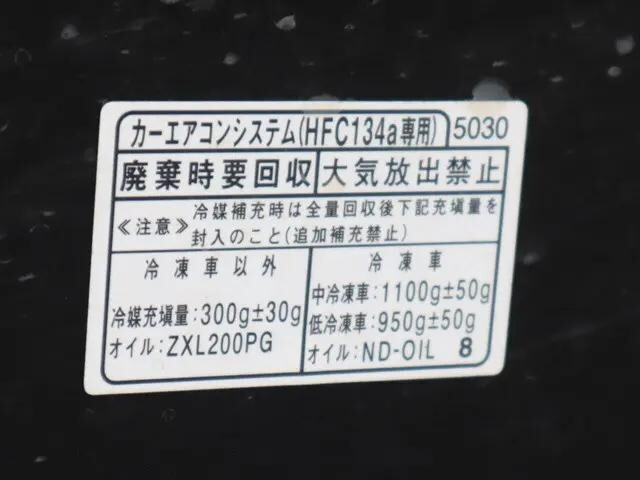 カーエアコンシステム(HFC134a専用) 5030
廃棄時要回収 大気放出禁止
≪注意≫ 冷媒補充時は全量回収後下記充填量を
封入のこと(追加補充禁止)
冷凍車以外
冷媒充填量:300g±30g
オイル:ZXL200PG
冷凍車
中冷凍車:1100g±50g
低冷凍車:950g±50g
オイル:ND-OIL 8